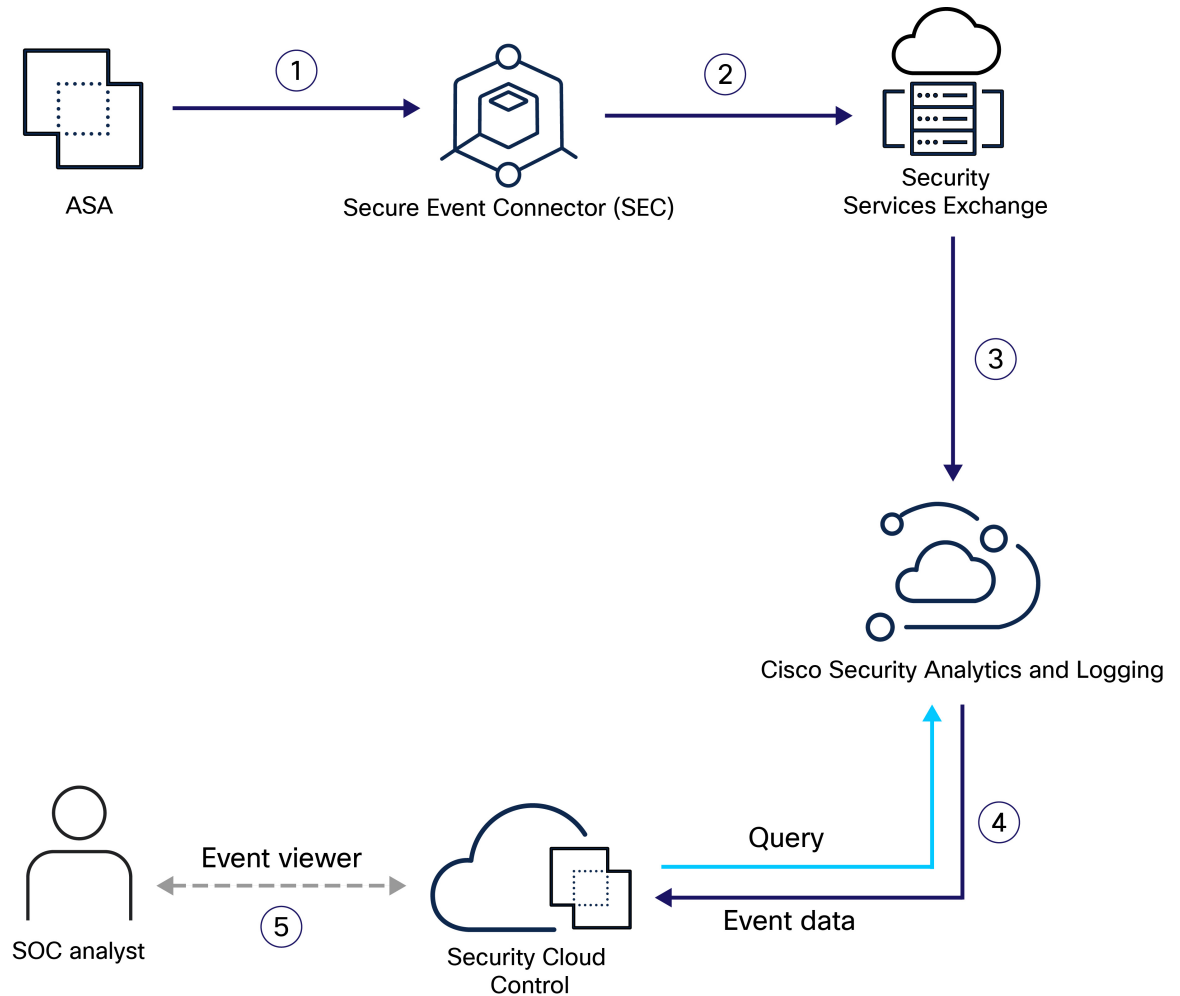 1
2
ASA
Secure Event Connector (SEC)
Security
Services Exchange
3
Cisco Security Analytics and Logging
4
Query
Event data
Event viewer
5
SOC analyst
Security Cloud
Control